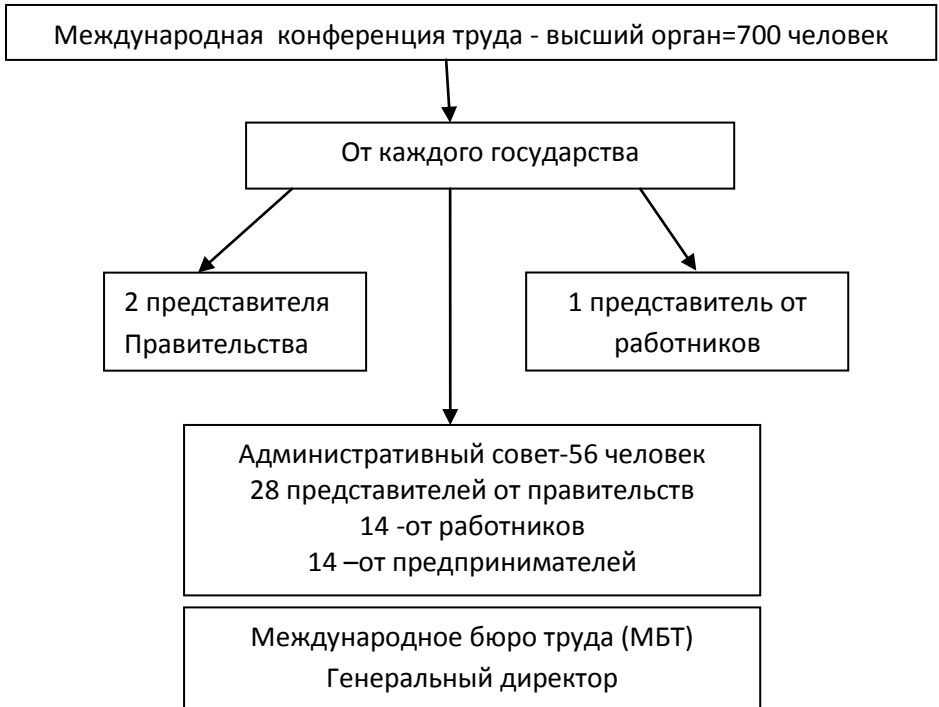 Международная конференция труда - высший орган=700 человек
От каждого государства
2 представителя
Правительства
1 представитель от
работников
Административный совет-56 человек
28 представителей от правительств
14 -от работников
14 –от предпринимателей
Международное бюро труда (МБТ)
Генеральный директор